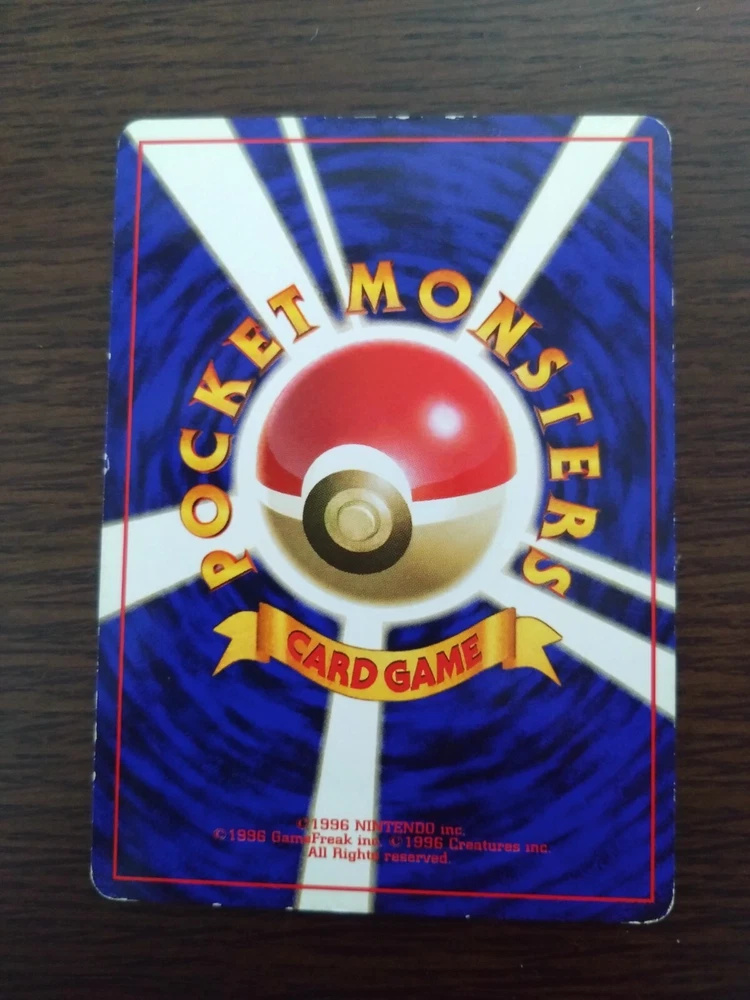 POCKET MONSTERS
CARD GAME
©1996 NINTENDO inc.
©1996 GameFreak inc. ©1996 Creatures inc.
All Rights reserved.